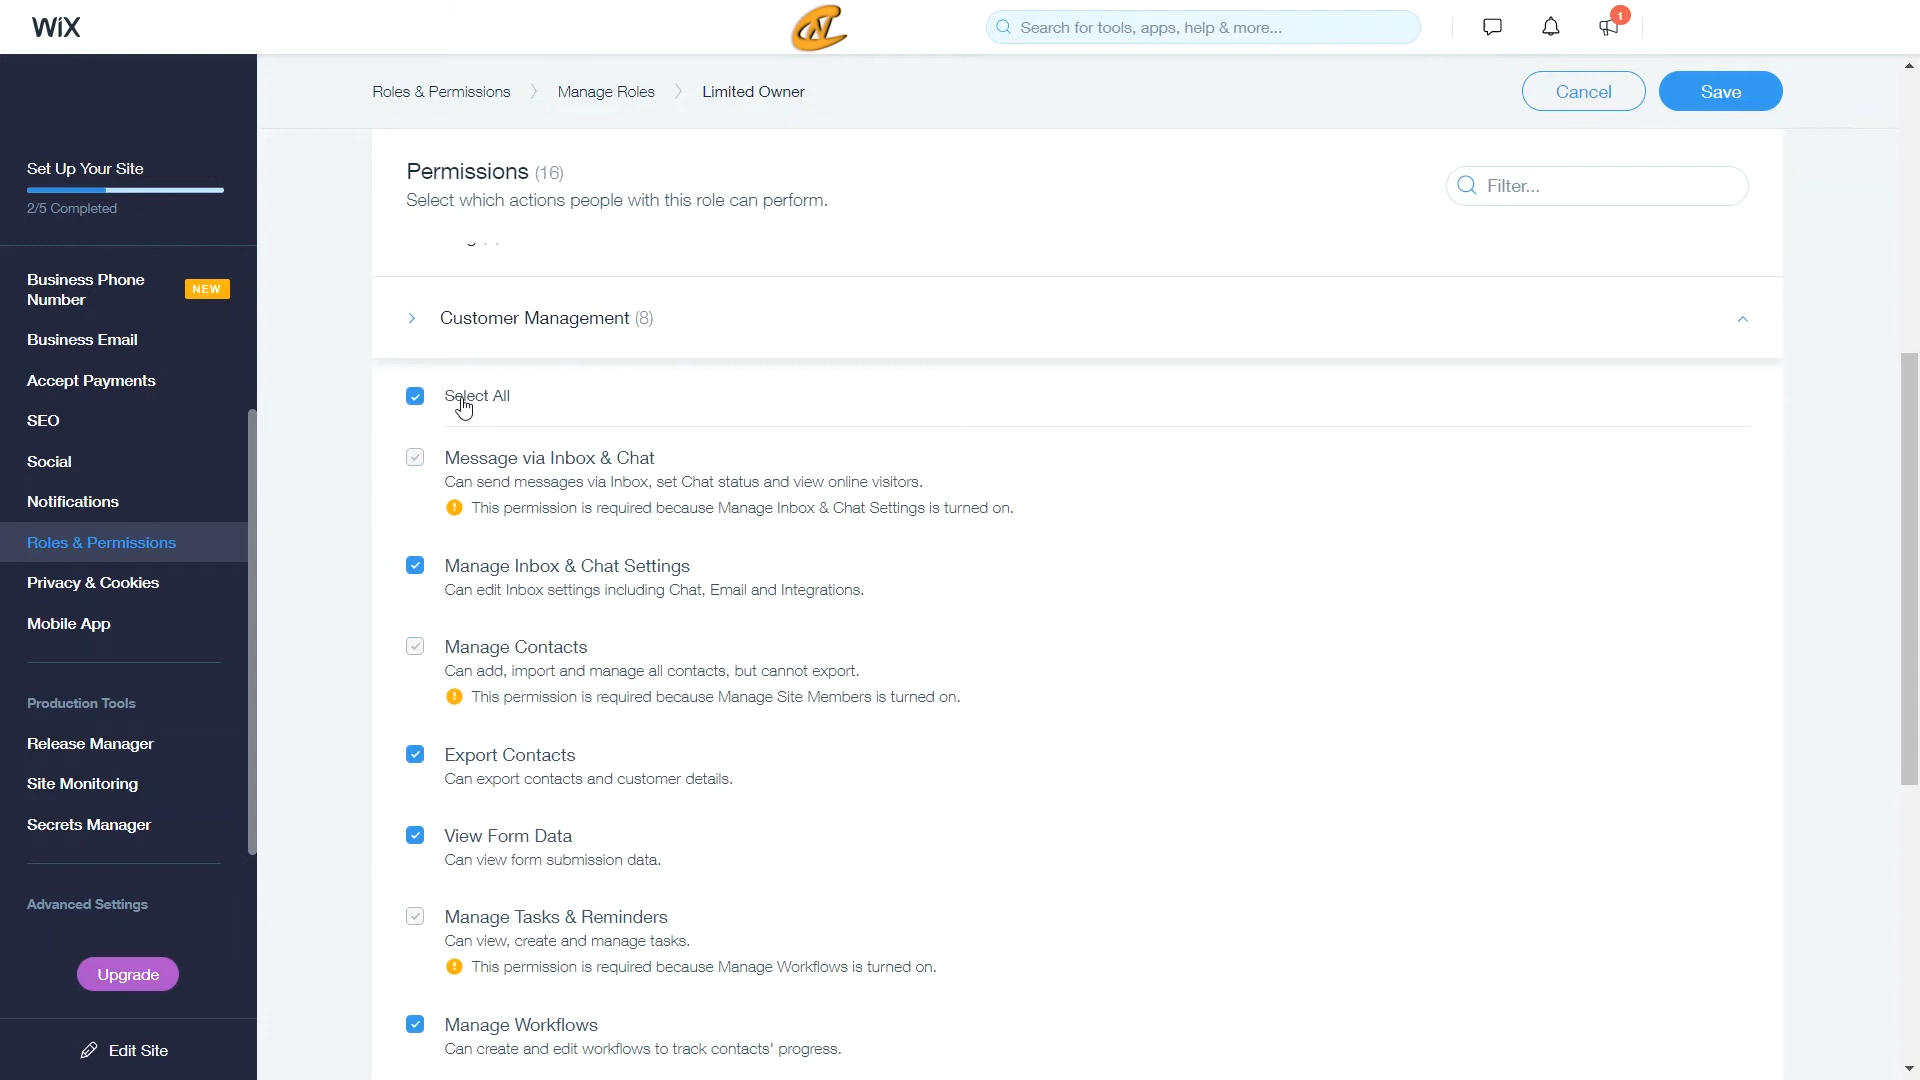 WiX
Search for tools, apps, help & more...
1
Roles & Permissions
Manage Roles
Limited Owner
Cancel
Save
Set Up Your Site
2/5 Completed
Business Phone
Number
NEW
Business Email
Accept Payments
SEO
Social
Notifications
Roles & Permissions
Privacy & Cookies
Mobile App
Production Tools
Release Manager
Site Monitoring
Secrets Manager
Advanced Settings
Upgrade
Edit Site
Permissions (16)
Select which actions people with this role can perform.
Filter...
Customer Management (8)
Select All
Message via Inbox & Chat
Can send messages via Inbox, set Chat status and view online visitors.
This permission is required because Manage Inbox & Chat Settings is turned on.
Manage Inbox & Chat Settings
Can edit Inbox settings including Chat, Email and Integrations.
Manage Contacts
Can add, import and manage all contacts, but cannot export.
This permission is required because Manage Site Members is turned on.
Export Contacts
Can export contacts and customer details.
View Form Data
Can view form submission data.
Manage Tasks & Reminders
Can view, create and manage tasks.
This permission is required because Manage Workflows is turned on.
Manage Workflows
Can create and edit workflows to track contacts' progress.